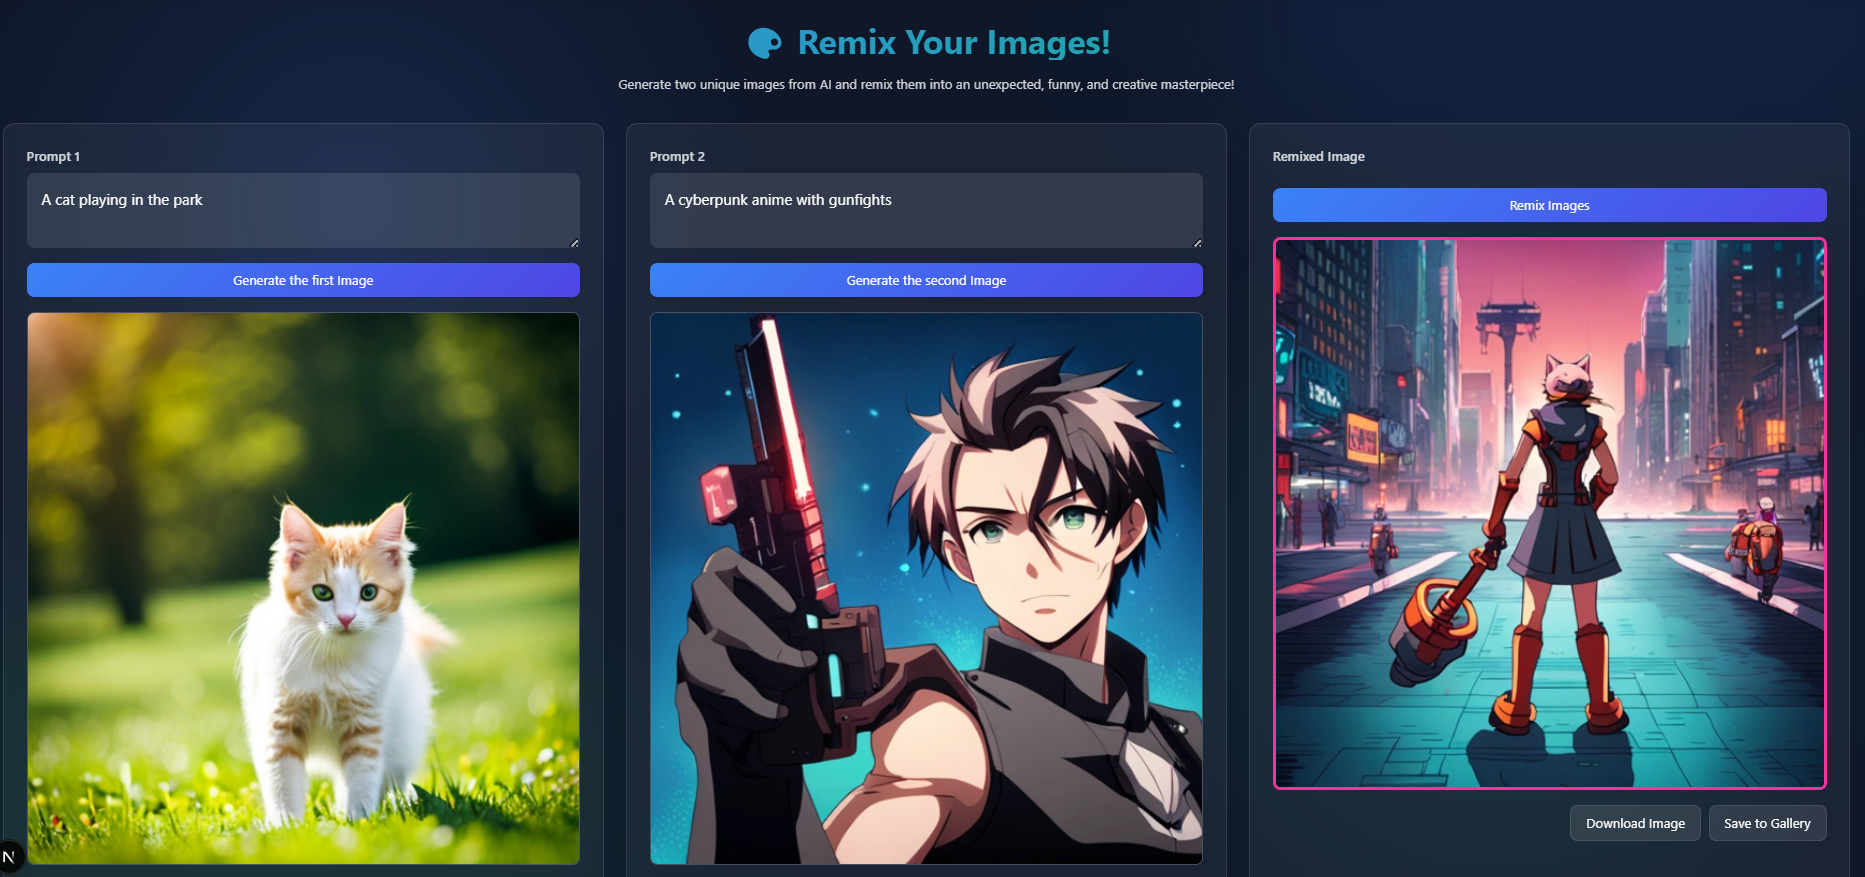 Remix Your Images!
Generate two unique images from AI and remix them into an unexpected, funny, and creative masterpiece!
Prompt 1
A cat playing in the park
Generate the first Image
Prompt 2
A cyberpunk anime with gunfights
Generate the second Image
Remixed Image
Remix Images
Download Image
Save to Gallery
N